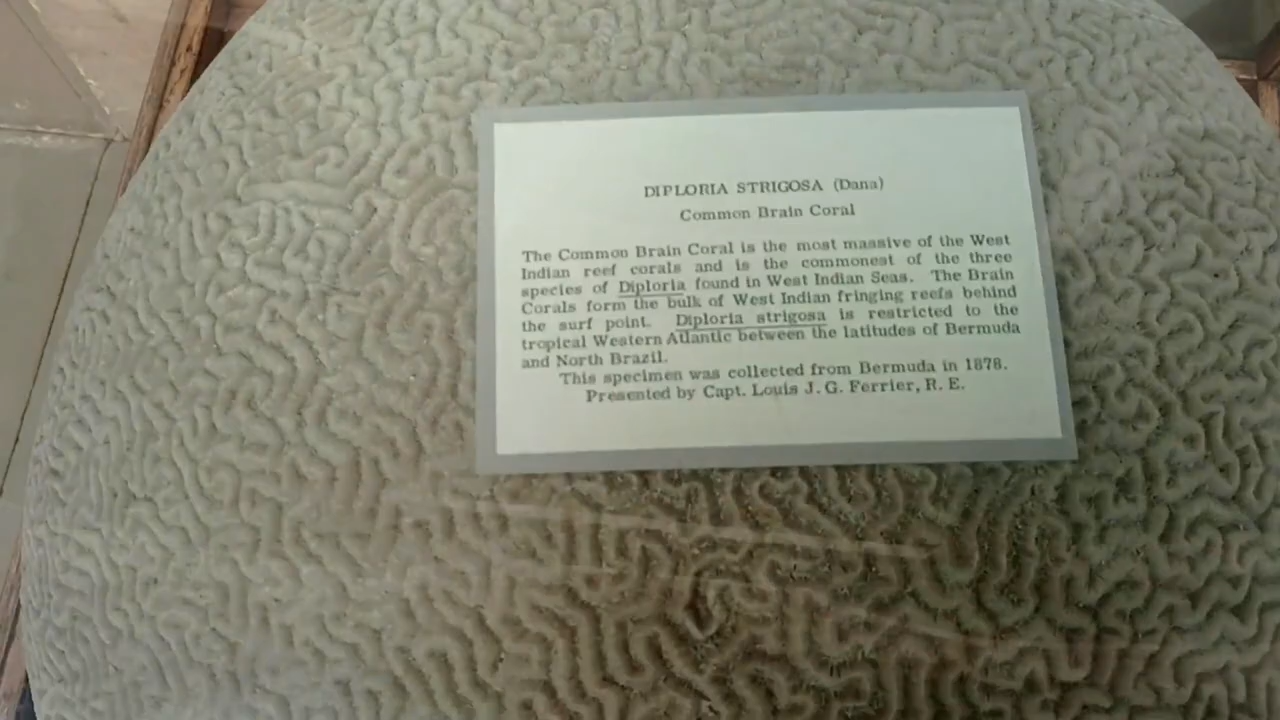 DIPLORIA STRIGOSA (Dana)
Common Brain Coral
The Common Brain Coral is the most massive of the West
Indian reef corals and is the commonest of the three
species of Diploria found in West Indian Seas. The Brain
Corals form the bulk of West Indian fringing reefs behind
the surf point. Diploria strigosa is restricted to the
tropical Western Atlantic between the latitudes of Bermuda
and North Brazil.
This specimen was collected from Bermuda in 1878.
Presented by Capt. Louis J. G. Ferrier, R. E.